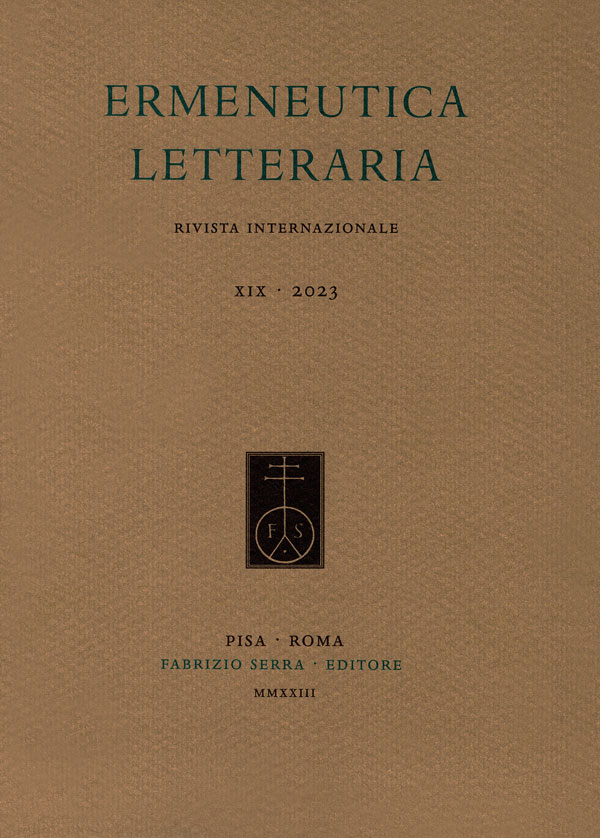 ERMENEUTICA
LETTERARIA
RIVISTA INTERNAZIONALE
XIX · 2023
F S
PISA · ROMA
FABRIZIO SERRA · EDITORE
MMXXIII